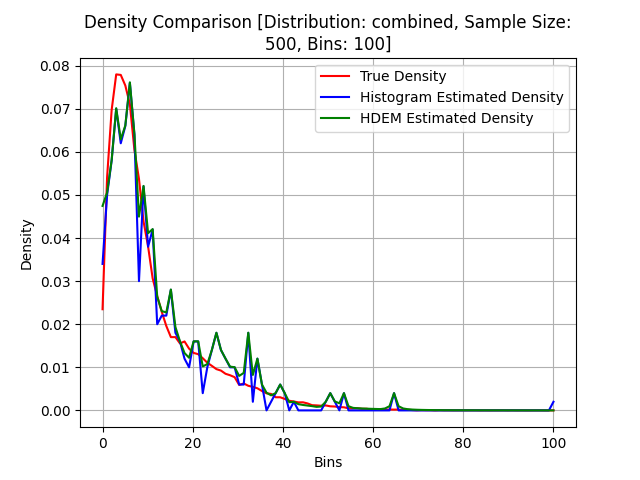 Density Comparison [Distribution: combined, Sample Size:
500, Bins: 100]
True Density
Histogram Estimated Density
HDEM Estimated Density
Density
0.08
0.07
0.06
0.05
0.04
0.03
0.02
0.01
0.00
0 20 40 60 80 100
Bins